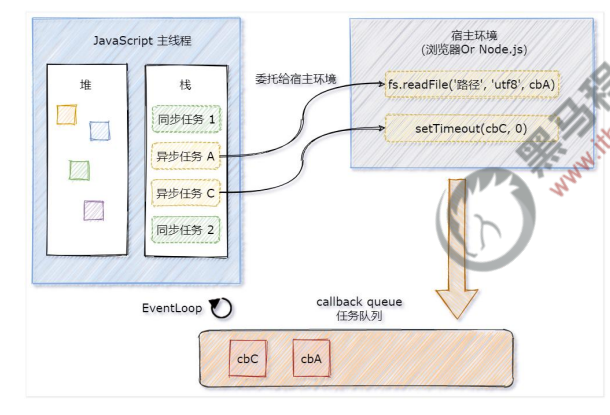 JavaScript 主线程
堆
栈
同步任务 1
异步任务 A
异步任务 C
同步任务 2
委托给宿主环境
宿主环境
(浏览器Or Node.js)
fs.readFile('路径', 'utf8', cbA)
setTimeout(cbC, 0)
EventLoop
callback queue
任务队列
cbC
cbA
黑马程
www.ith